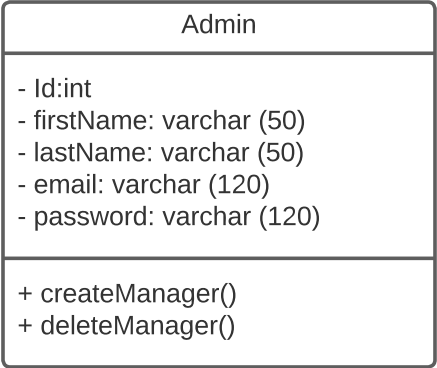 Admin
- Id:int
- firstName: varchar (50)
- lastName: varchar (50)
- email: varchar (120)
- password: varchar (120)
+ createManager()
+ deleteManager()